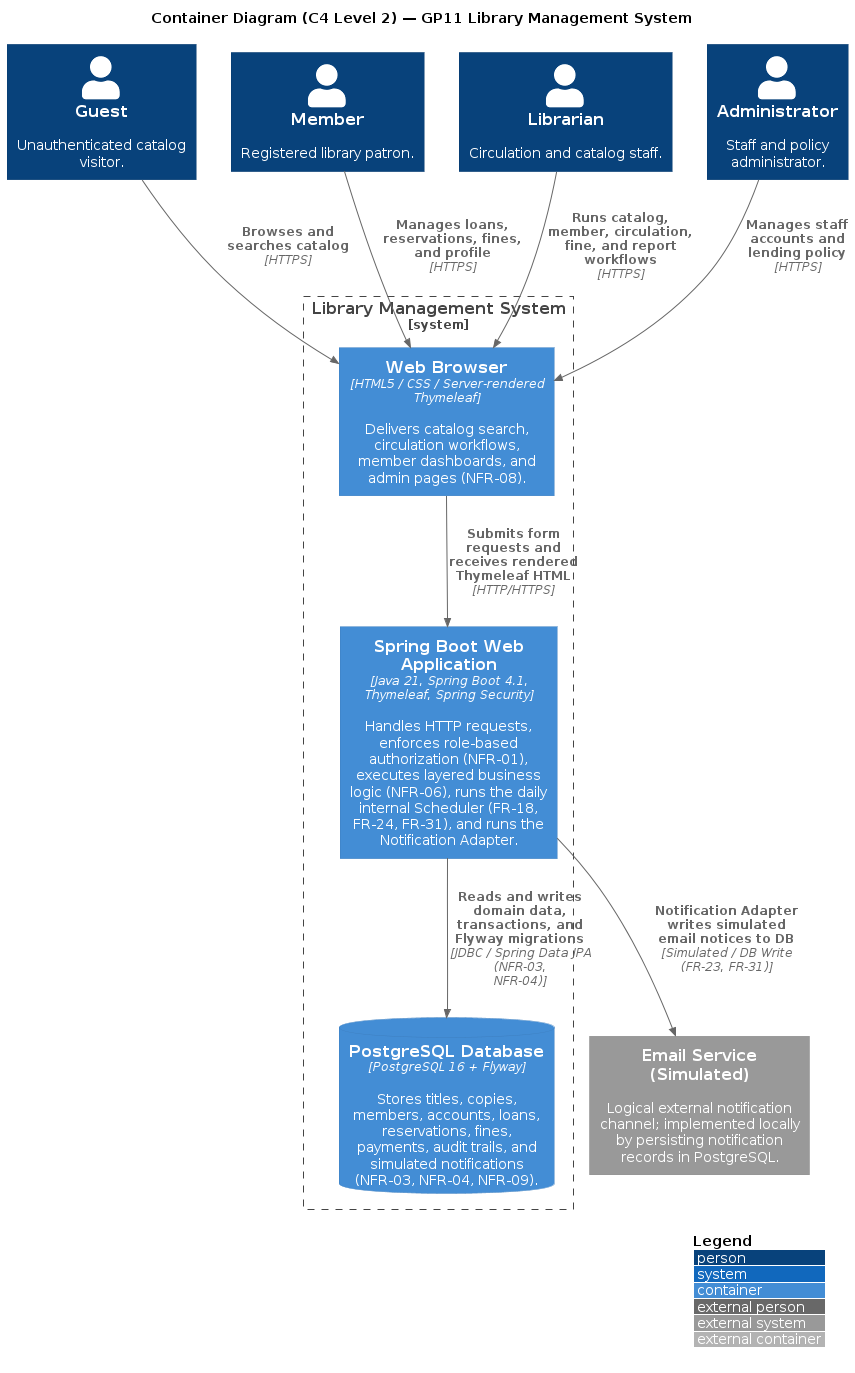 Container Diagram (C4 Level 2) — GP11 Library Management System
Guest
Unauthenticated catalog
visitor.
Member
Registered library patron.
Librarian
Circulation and catalog staff.
Administrator
Staff and policy
administrator.
Browses and
searches catalog
[HTTPS]
Manages loans,
reservations, fines,
and profile
[HTTPS]
Runs catalog,
member, circulation,
fine, and report
workflows
[HTTPS]
Manages staff
accounts and
lending policy
[HTTPS]
Library Management System
[system]
Web Browser
[HTML5 / CSS / Server-rendered
Thymeleaf]
Delivers catalog search,
circulation workflows,
member dashboards, and
admin pages (NFR-08).
Submits form
requests and
receives rendered
Thymeleaf HTML
[HTTP/HTTPS]
Spring Boot Web
Application
[Java 21, Spring Boot 4.1,
Thymeleaf, Spring Security]
Handles HTTP requests,
enforces role-based
authorization (NFR-01),
executes layered business
logic (NFR-06), runs the daily
internal Scheduler (FR-18,
FR-24, FR-31), and runs the
Notification Adapter.
Reads and writes
domain data,
transactions, and
Flyway migrations
[JDBC / Spring Data JPA
(NFR-03,
NFR-04)]
Notification Adapter
writes simulated
email notices to DB
[Simulated / DB Write
(FR-23, FR-31)]
PostgreSQL Database
[PostgreSQL 16 + Flyway]
Stores titles, copies,
members, accounts, loans,
reservations, fines,
payments, audit trails, and
simulated notifications
(NFR-03, NFR-04, NFR-09).
Email Service
(Simulated)
Logical external notification
channel; implemented locally
by persisting notification
records in PostgreSQL.
Legend
person
system
container
external person
external system
external container